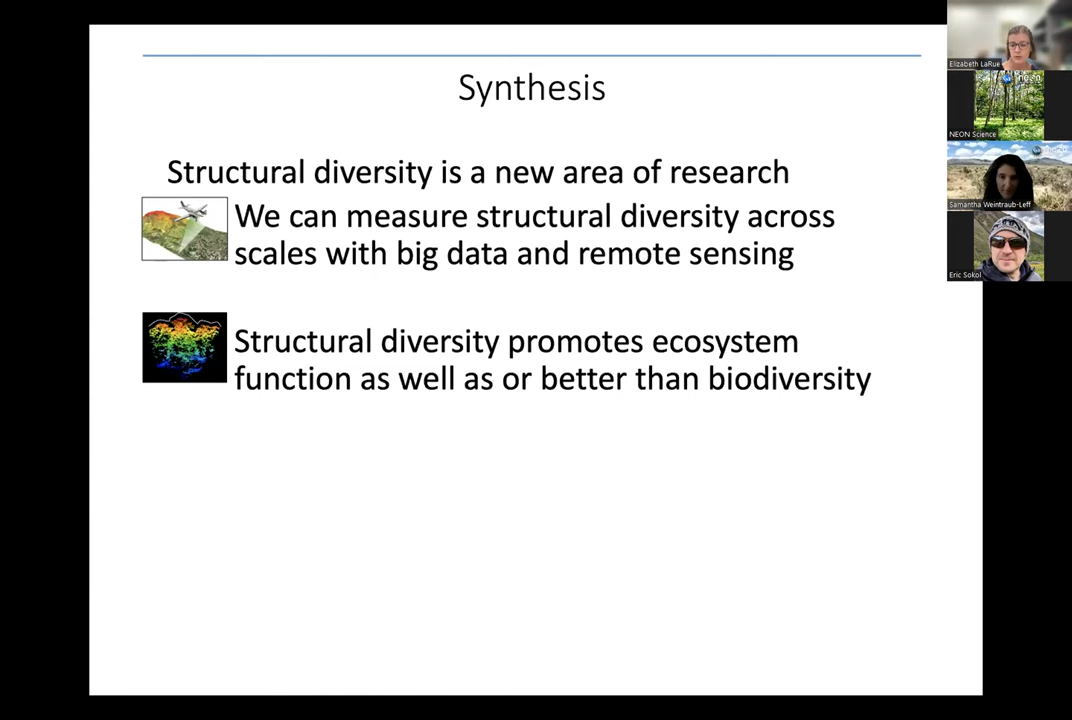 Synthesis
Structural diversity is a new area of research
We can measure structural diversity across
scales with big data and remote sensing
Structural diversity promotes ecosystem
function as well as or better than biodiversity
Elizabeth LaRue
NEON Science
Samantha Weintraub-Leff
Eric Sokol